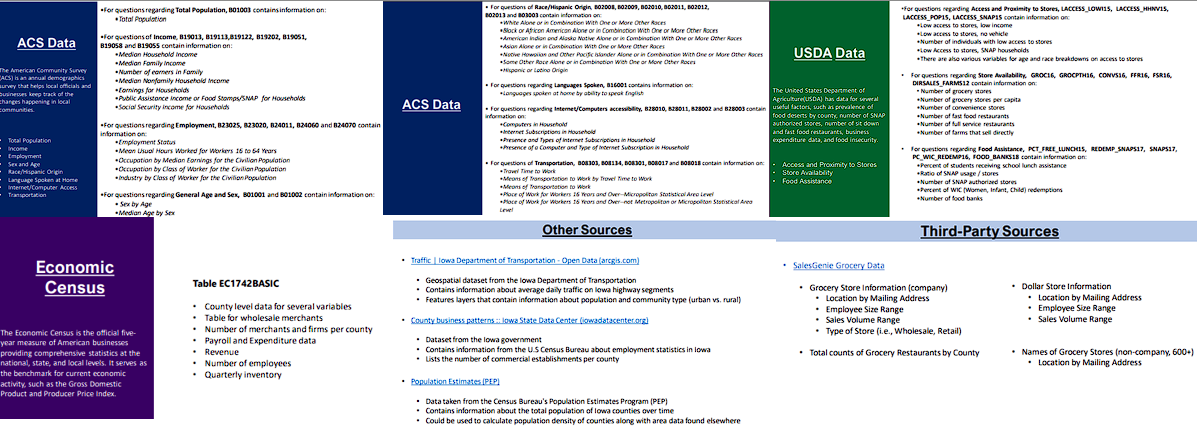 ACS Data
The American Community Survey
(ACS) is an annual demographics
survey that helps local officials and
businesses keep track of the
changes happening in local
communities.
• Total Population
• Income
• Employment
• Sex and Age
• Race/Hispanic Origin
• Language Spoken at Home
• Internet/Computer Access
• Transportation
•For questions regarding Total Population, B01003 contains information on:
•Total Population
•For questions of Income, B19013, B19113,B19122, B19202, B19051,
B19058 and B19055 contain information on:
•Median Household Income
•Median Family Income
•Number of earners in Family
•Median Nonfamily Household Income
•Earnings for Households
•Public Assistance Income or Food Stamps/SNAP for Households
•Social Security Income for Households
•For questions regarding Employment, B23025, B23020, B24011, B24060 and B24070 contain
information on:
•Employment Status
•Mean Usual Hours Worked for Workers 16 to 64 Years
•Occupation by Median Earnings for the Civilian Population
•Occupation by Class of Worker for the Civilian Population
•Industry by Class of Worker for the Civilian Population
•For questions regarding General Age and Sex, B01001 and B01002 contain information on:
• Sex by Age
•Median Age by Sex
ACS Data
• For questions of Race/Hispanic Origin, B02008, B02009, B02010, B02011, B02012,
B02013 and B03003 contain information on:
•White Alone or in Combination With One or More Other Races
•Black or African American Alone or in Combination With One or More Other Races
•American Indian and Alaska Native Alone or in Combination With One or More Other Races
•Asian Alone or in Combination With One or More Other Races
•Native Hawaiian and Other Pacific Islander Alone or in Combination With One or More Other Races
•Some Other Race Alone or in Combination With One or More Other Races
•Hispanic or Latino Origin
•For questions regarding Languages Spoken, B16001 contains information on:
•Languages spoken at home by ability to speak English
•For questions regarding Internet/Computers accessibility, B28010, B28011, B28002 and B28003 contain
information on:
•Computers in Household
•Internet Subscriptions in Household
•Presence and Types of Internet Subscriptions in Household
•Presence of a Computer and Type of Internet Subscription in Household
•For questions of Transportation, B08303, B08134, B08301, B08017 and B08018 contain information on:
•Travel Time to Work
•Means of Transportation to Work by Travel Time to Work
•Means of Transportation to Work
•Place of Work for Workers 16 Years and Over--Micropolitan Statistical Area Level
•Place of Work for Workers 16 Years and Over--not Metropolitan or Micropolitan Statistical Area
Level
USDA Data
The United States Department of
Agriculture(USDA) has data for several
useful factors, such as prevalence of
food deserts by county, number of SNAP
authorized stores, number of sit down
and fast food restaurants, business
expenditure data, and food insecurity.
• Access and Proximity to Stores
• Store Availability
• Food Assistance
•For questions regarding Access and Proximity to Stores, LACCESS_LOWI15, LACCESS_HHNV15,
LACCESS_POP15, LACCESS_SNAP15 contain information on:
•Low access to stores, low income
•Low access to stores, no vehicle
•Number of individuals with low access to stores
•Low access to stores, SNAP households
•There are also various variables for age and race breakdowns on access to stores
• For questions regarding Store Availability, GROC16, GROCPTH16, CONVS16, FFR16, FSR16,
DIRSALES_FARMS12 contain information on:
•Number of grocery stores
•Number of grocery stores per capita
•Number of convenience stores
•Number of fast food restaurants
•Number of full service restaurants
•Number of farms that sell directly
• For questions regarding Food Assistance, PCT_FREE_LUNCH15, REDEMP_SNAPS17, SNAPS17,
PC_WIC_REDEMP16, FOOD_BANKS18 contain information on:
•Percent of students receiving school lunch assistance
•Ratio of SNAP usage / stores
•Number of SNAP authorized stores
•Percent of WIC (Women, Infant, Child) redemptions
•Number of food banks
Economic
Census
The Economic Census is the official five-
year measure of American businesses
providing comprehensive statistics at the
national, state, and local levels. It serves as
the benchmark for current economic
activity, such as the Gross Domestic
Product and Producer Price Index.
Table EC1742BASIC
• County level data for several variables
• Table for wholesale merchants
• Number of merchants and firms per county
• Payroll and Expenditure data
• Revenue
• Number of employees
• Quarterly inventory
Other Sources
• Traffic | Iowa Department of Transportation - Open Data (arcgis.com)
• Geospatial dataset from the Iowa Department of Transportation
• Contains information about average daily traffic on Iowa highway segments
• Features layers that contain information about population and community type (urban vs. rural)
• County business patterns :: Iowa State Data Center (iowadatacenter.org)
• Dataset from the Iowa government
• Contains information from the U.S Census Bureau about employment statistics in Iowa
• Lists the number of commercial establishments per county
• Population Estimates (PEP)
• Data taken from the Census Bureau's Population Estimates Program (PEP)
• Contains information about the total population of Iowa counties over time
• Could be used to calculate population density of counties along with area data found elsewhere
Third-Party Sources
• SalesGenie Grocery Data
• Grocery Store Information (company)
• Location by Mailing Address
• Employee Size Range
• Sales Volume Range
• Type of Store (i.e., Wholesale, Retail)
• Total counts of Grocery Restaurants by County
• Dollar Store Information
• Location by Mailing Address
• Employee Size Range
• Sales Volume Range
• Names of Grocery Stores (non-company, 600+)
• Location by Mailing